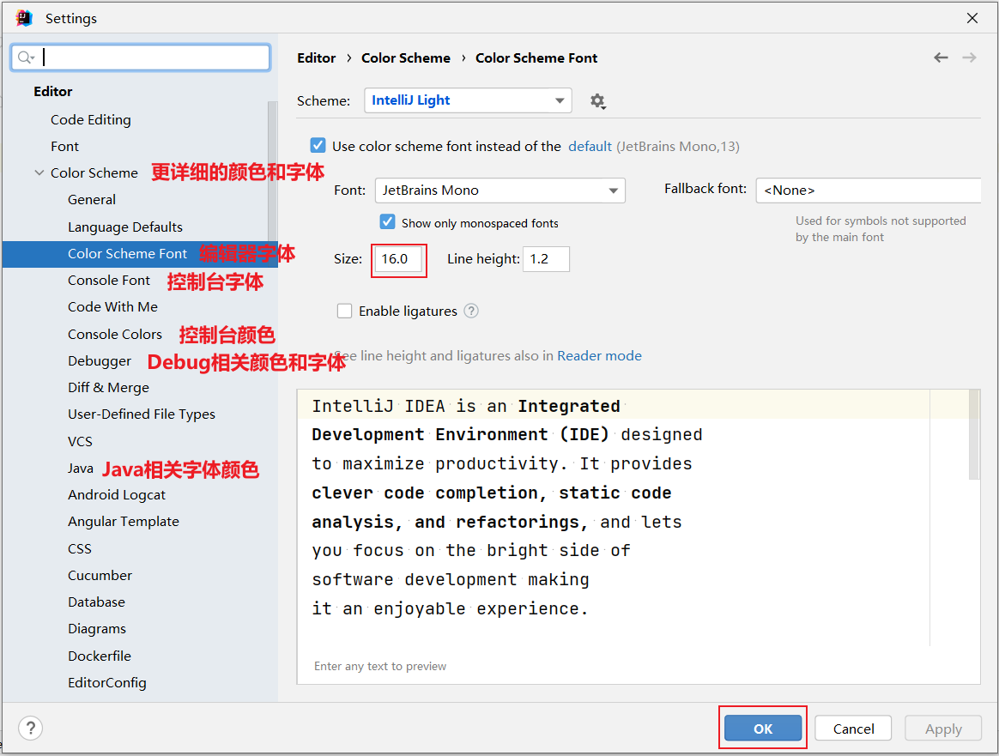 Settings
Editor
Code Editing
Font
Color Scheme 更详细的颜色和字体
General
Language Defaults
Color Scheme Font 编辑器字体
Console Font 控制台字体
Code With Me
Console Colors 控制台颜色
Debugger Debug相关颜色和字体
Diff & Merge
User-Defined File Types
VCS
Java Java相关字体颜色
Android Logcat
Angular Template
CSS
Cucumber
Database
Diagrams
Dockerfile
EditorConfig
Editor › Color Scheme › Color Scheme Font
Scheme: IntelliJ Light
Use color scheme font instead of the default (JetBrains Mono,13)
Font: JetBrains Mono Fallback font: <None>
Show only monospaced fonts
Used for symbols not supported
by the main font
Size: 16.0 Line height: 1.2
Enable ligatures ?
See line height and ligatures also in Reader mode
IntelliJ IDEA is an Integrated
Development Environment (IDE) designed
to maximize productivity. It provides
clever code completion, static code
analysis, and refactorings, and lets
you focus on the bright side of
software development making
it an enjoyable experience.
Enter any text to preview
? OK Cancel Apply